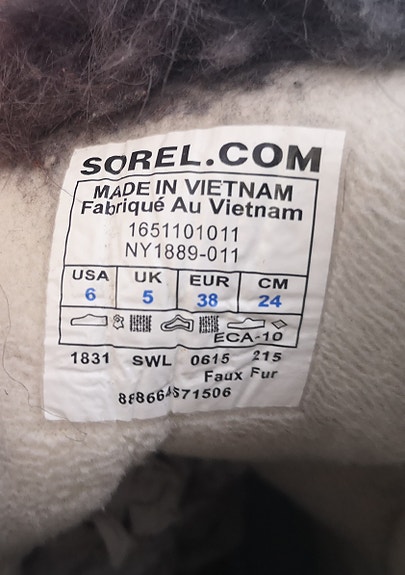 SOREL.COM
MADE IN VIETNAM
Fabriqué Au Vietnam
1651101011
NY1889-011
USA UK EUR CM
6 5 38 24
ECA-10
1831 SWL 0615 215
Faux Fur